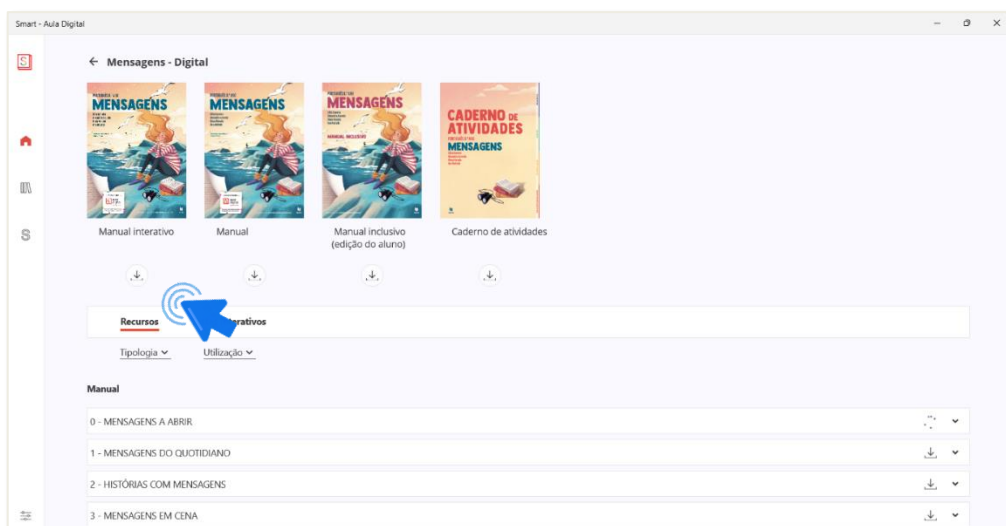 Smart - Aula Digital
← Mensagens - Digital
MENSAGENS
MENSAGENS
MENSAGENS
MANUAL INCLUSIVO
CADERNO DE
ATIVIDADES
MENSAGENS
Manual interativo
Manual
Manual inclusivo
(edição do aluno)
Caderno de atividades
Recursos
Tipologia
Utilização
Manual
0 - MENSAGENS A ABRIR
1 - MENSAGENS DO QUOTIDIANO
2 - HISTÓRIAS COM MENSAGENS
3 - MENSAGENS EM CENA